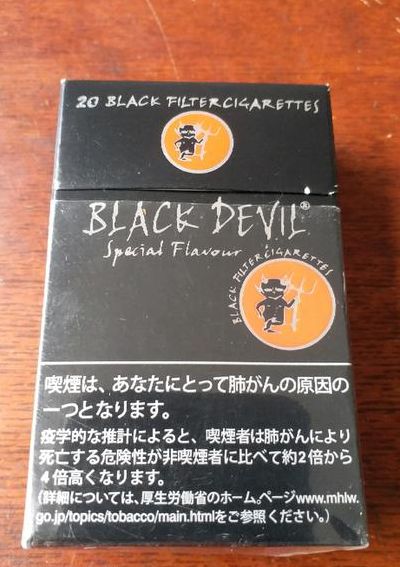 20 BLACK FILTERCIGARETTES
BLACK DEVIL®
Special Flavour
BLACK FILTERCIGARETTES
喫煙は、あなたにとって肺がんの原因の
一つとなります。
疫学的な推計によると、喫煙者は肺がんにより
死亡する危険性が非喫煙者に比べて約2倍から
4倍高くなります。
(詳細については、厚生労働省のホームページwww.mhlw.
go.jp/topics/tobacco/main.htmlをご参照ください。)